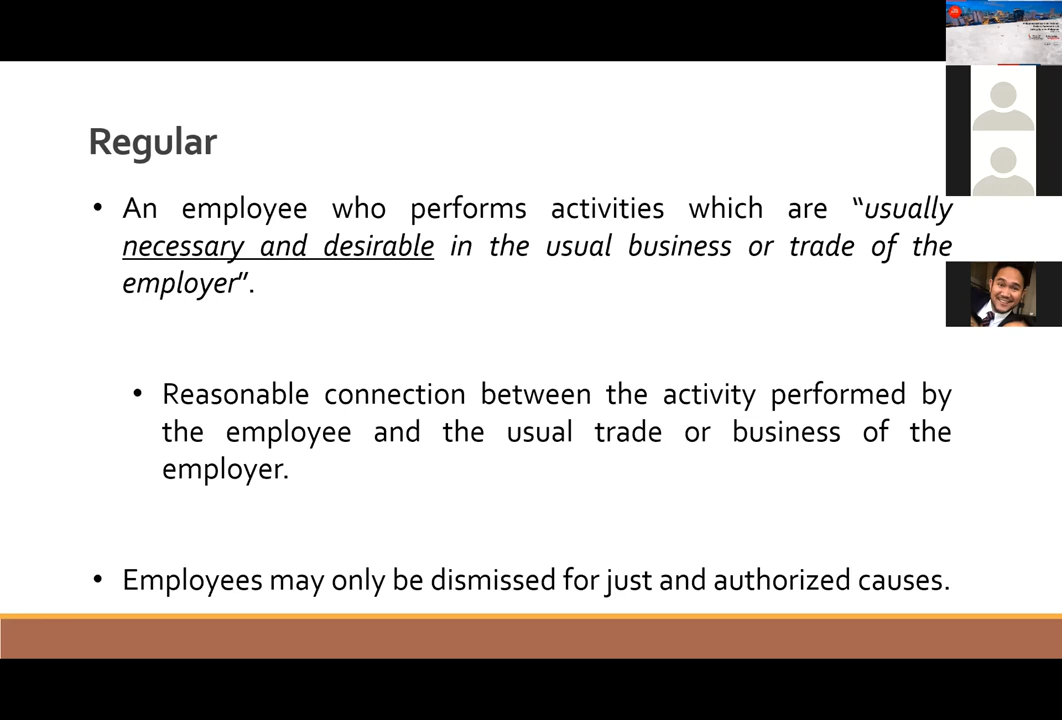 Regular
• An employee who performs activities which are “usually
necessary and desirable in the usual business or trade of the
employer”.
• Reasonable connection between the activity performed by
the employee and the usual trade or business of the
employer.
• Employees may only be dismissed for just and authorized causes.